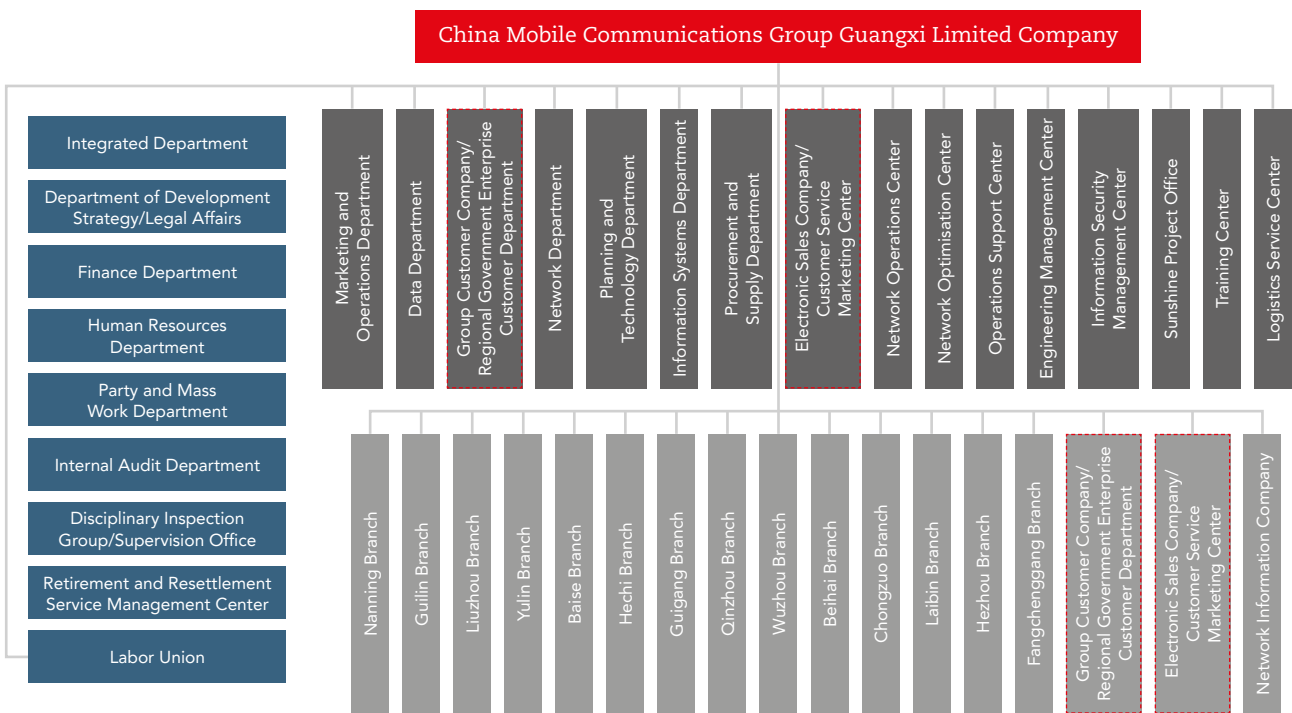 China Mobile Communications Group Guangxi Limited Company
Integrated Department
Department of Development
Strategy/Legal Affairs
Finance Department
Human Resources
Department
Party and Mass
Work Department
Internal Audit Department
Disciplinary Inspection
Group/Supervision Office
Retirement and Resettlement
Service Management Center
Labor Union
Marketing and
Operations Department
Data Department
Group Customer Company/
Regional Government Enterprise
Customer Department
Network Department
Planning and
Technology Department
Information Systems Department
Procurement and
Supply Department
Electronic Sales Company/
Customer Service
Marketing Center
Network Operations Center
Network Optimisation Center
Operations Support Center
Engineering Management Center
Information Security
Management Center
Sunshine Project Office
Training Center
Logistics Service Center
Nanning Branch
Guilin Branch
Liuzhou Branch
Yulin Branch
Baise Branch
Hechi Branch
Guigang Branch
Qinzhou Branch
Wuzhou Branch
Beihai Branch
Chongzuo Branch
Laibin Branch
Hezhou Branch
Fangchenggang Branch
Group Customer Company/
Regional Government Enterprise
Customer Department
Electronic Sales Company/
Customer Service
Marketing Center
Network Information Company